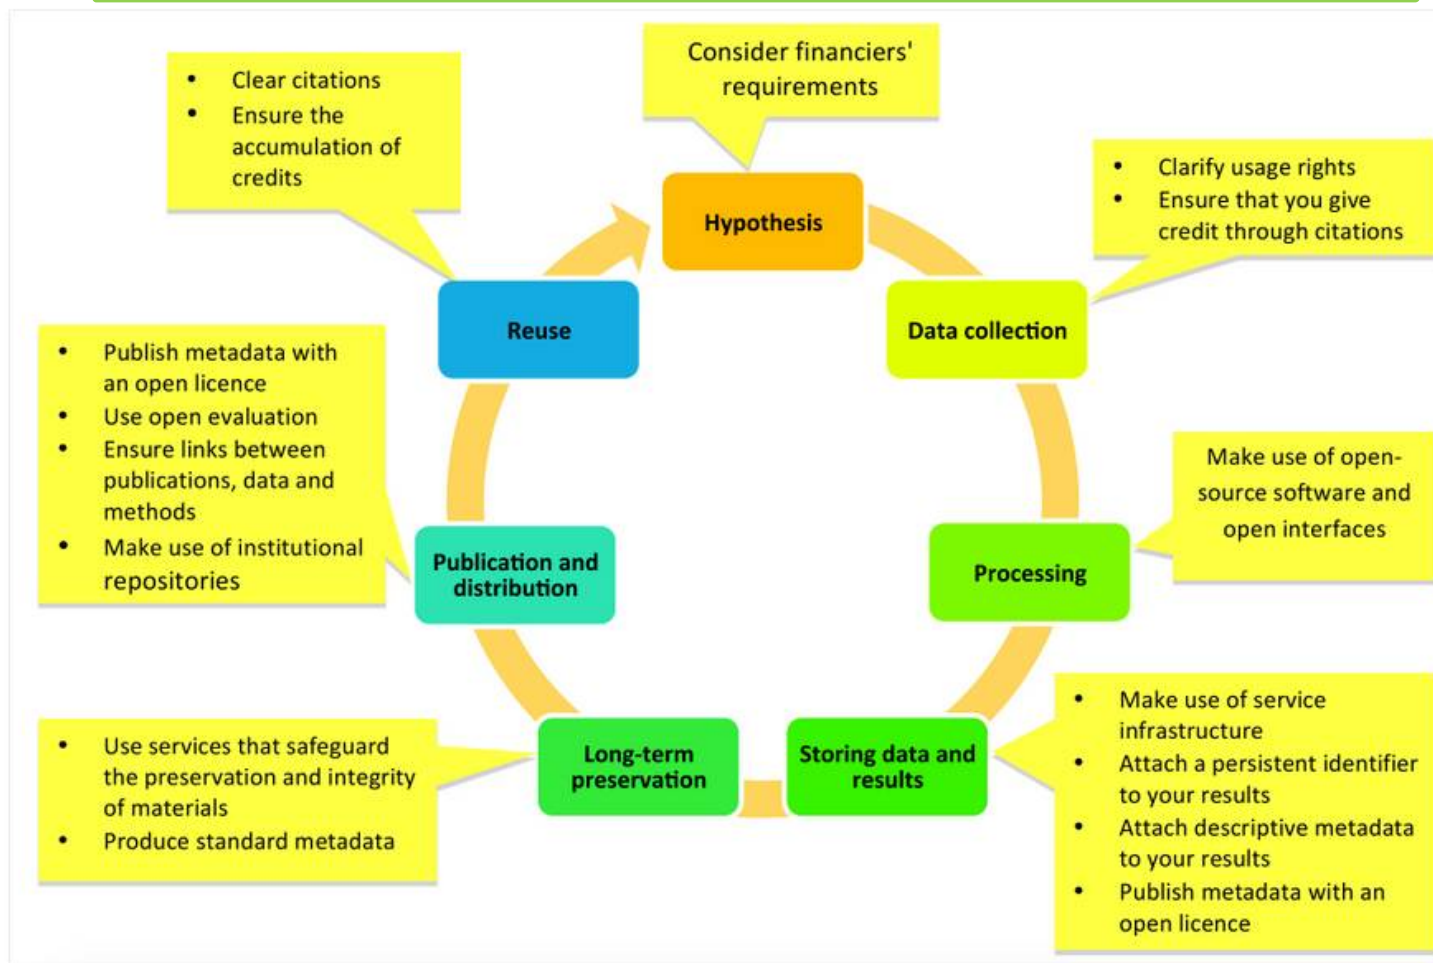 Consider financiers'
requirements
Hypothesis
• Clarify usage rights
• Ensure that you give
credit through citations
Data collection
Make use of open-
source software and
open interfaces
Processing
• Make use of service
infrastructure
• Attach a persistent identifier
to your results
• Attach descriptive metadata
to your results
• Publish metadata with an
open licence
Storing data and
results
• Use services that safeguard
the preservation and integrity
of materials
• Produce standard metadata
Long-term
preservation
• Publish metadata with
an open licence
• Use open evaluation
• Ensure links between
publications, data and
methods
• Make use of institutional
repositories
Publication and
distribution
• Clear citations
• Ensure the
accumulation of
credits
Reuse